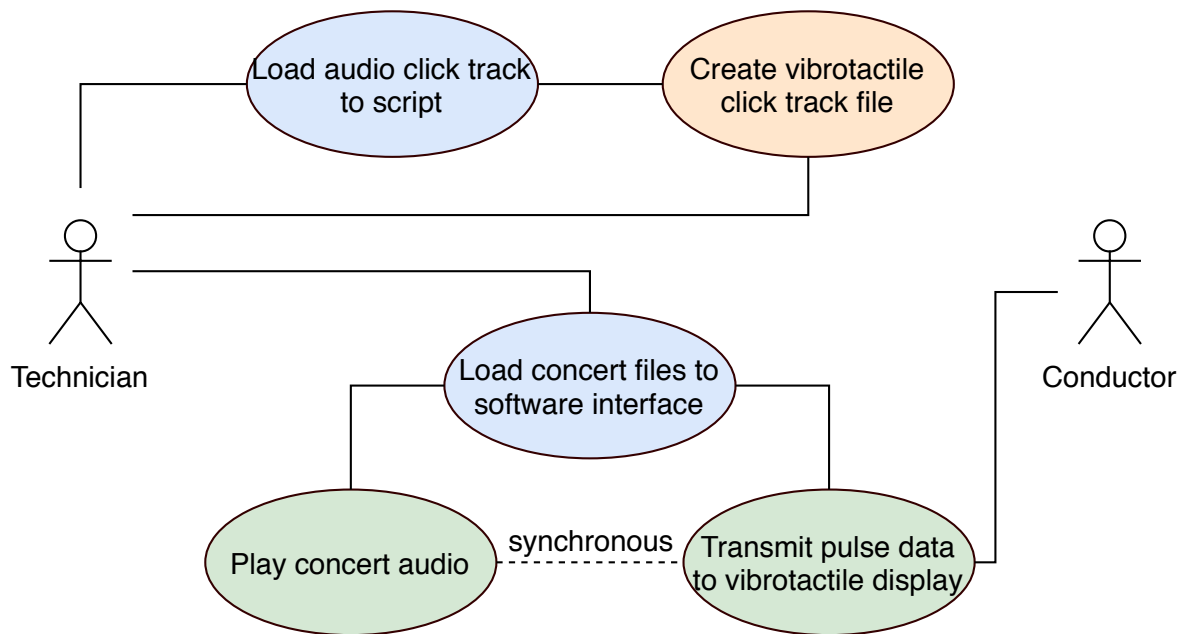 Load audio click track
to script
Create vibrotactile
click track file
Technician
Conductor
Load concert files to
software interface
Play concert audio
synchronous
Transmit pulse data
to vibrotactile display